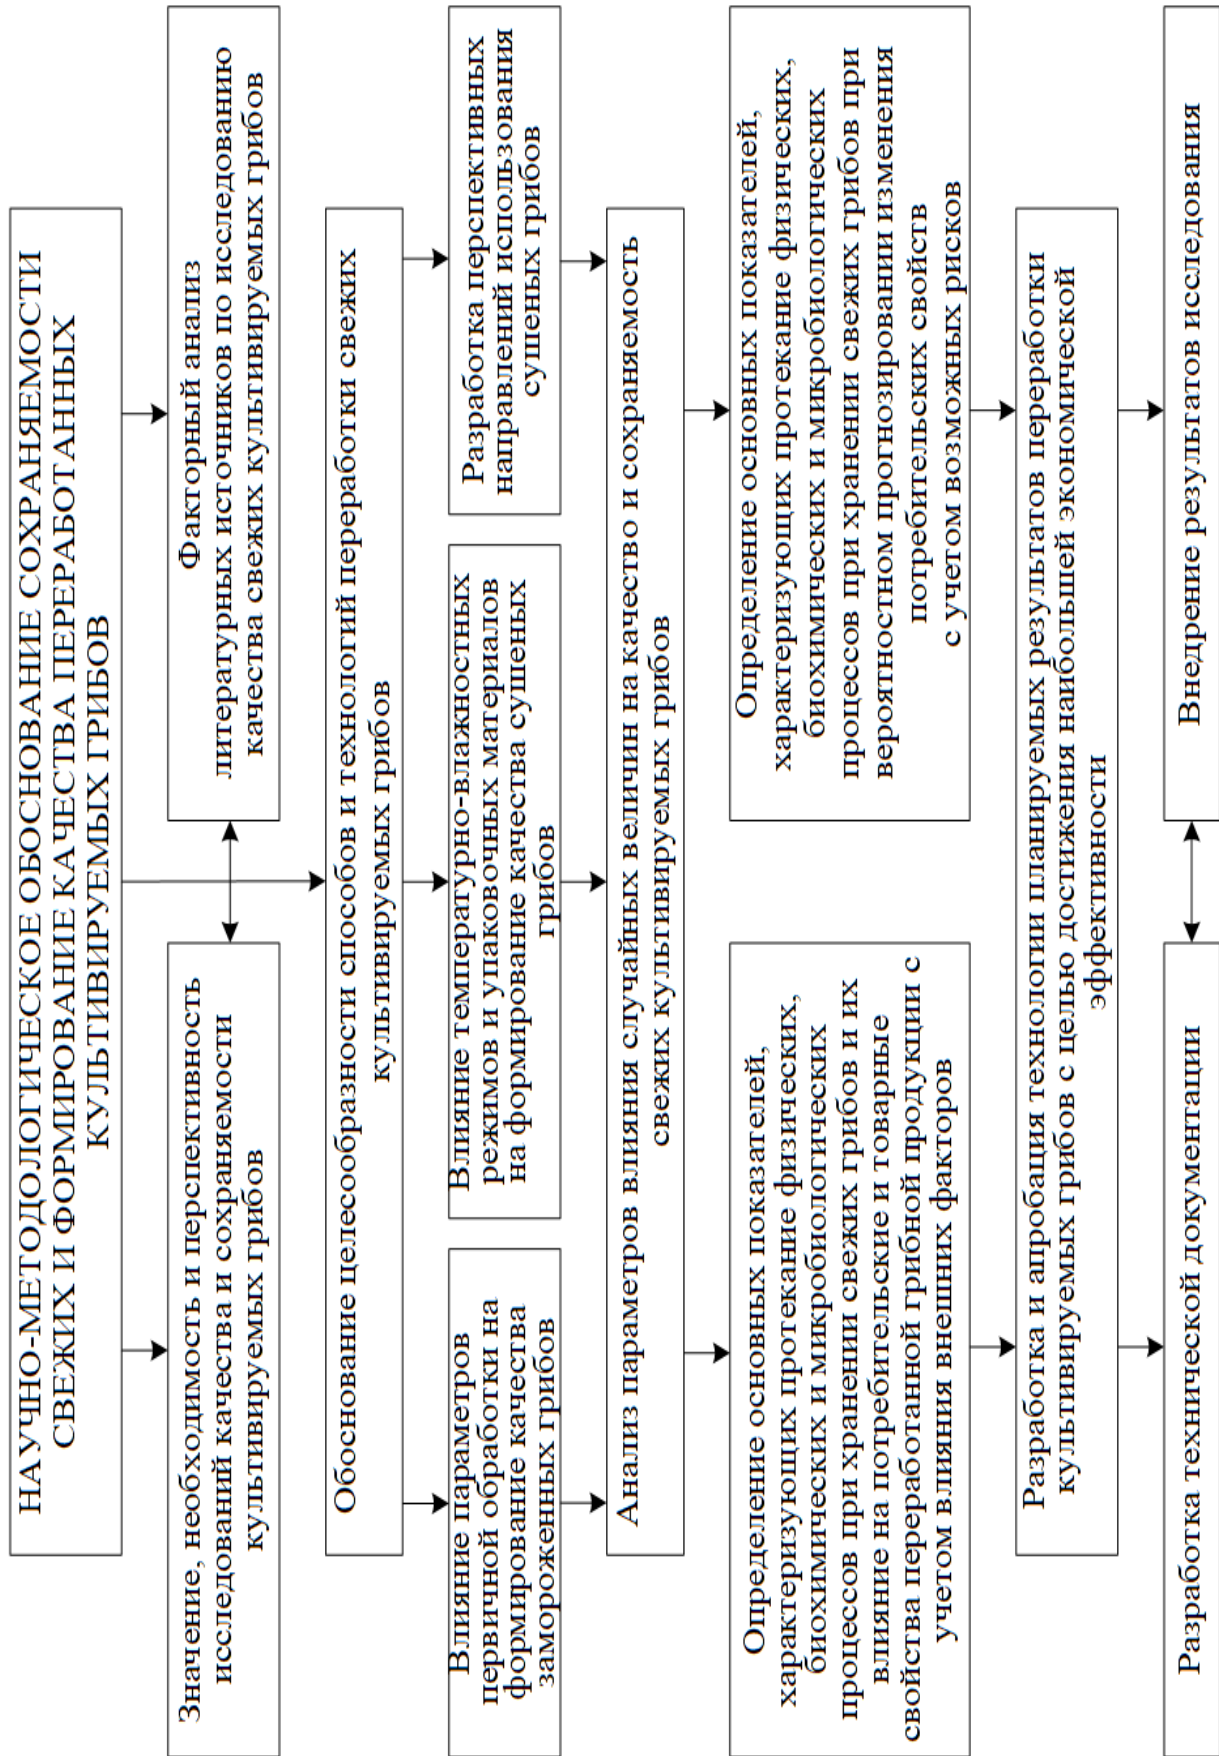 НАУЧНО-МЕТОДОЛОГИЧЕСКОЕ ОБОСНОВАНИЕ СОХРАНЯЕМОСТИ
СВЕЖИХ И ФОРМИРОВАНИЕ КАЧЕСТВА ПЕРЕРАБОТАННЫХ
КУЛЬТИВИРУЕМЫХ ГРИБОВ
Значение, необходимость и перспективность
исследований качества и сохраняемости
культивируемых грибов
Факторный анализ
литературных источников по исследованию
качества свежих культивируемых грибов
Обоснование целесообразности способов и технологий переработки свежих
культивируемых грибов
Влияние параметров
первичной обработки на
формирование качества
замороженных грибов
Влияние температурно-влажностных
режимов и упаковочных материалов
на формирование качества сушеных
грибов
Разработка перспективных
направлений использования
сушеных грибов
Анализ параметров влияния случайных величин на качество и сохраняемость
свежих культивируемых грибов
Определение основных показателей,
характеризующих протекание физических,
биохимических и микробиологических
процессов при хранении свежих грибов и их
влияние на потребительские и товарные
свойства переработанной грибной продукции с
учетом влияния внешних факторов
Определение основных показателей,
характеризующих протекание физических,
биохимических и микробиологических
процессов при хранении свежих грибов при
вероятностном прогнозировании изменения
потребительских свойств
с учетом возможных рисков
Разработка и апробация технологии планируемых результатов переработки
культивируемых грибов с целью достижения наибольшей экономической
эффективности
Разработка технической документации
Внедрение результатов исследования